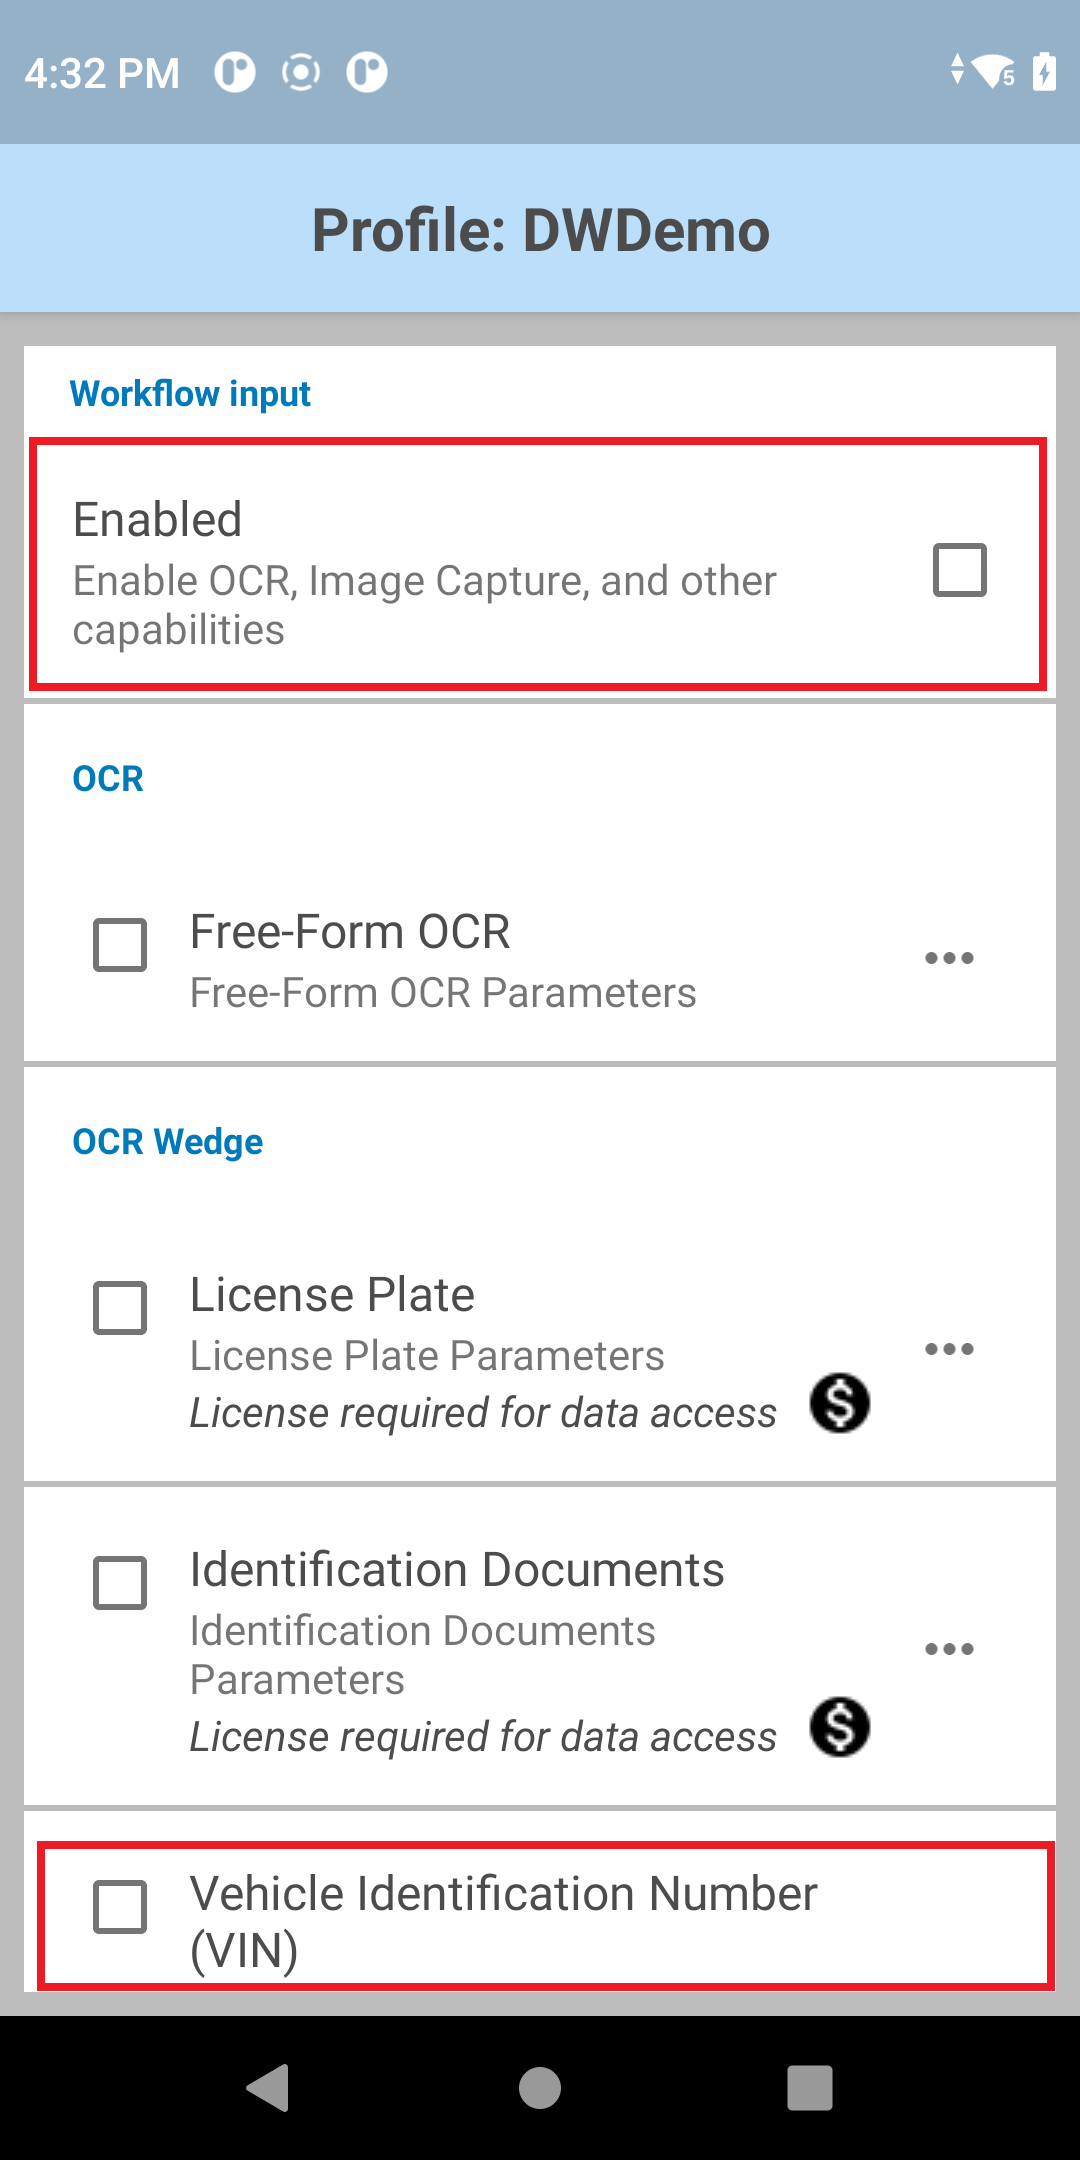 4:32 PM
5
Profile: DWDemo
Workflow input
Enabled
Enable OCR, Image Capture, and other
capabilities
OCR
Free-Form OCR
Free-Form OCR Parameters
OCR Wedge
License Plate
License Plate Parameters
License required for data access
$
Identification Documents
Identification Documents
Parameters
License required for data access
$
Vehicle Identification Number
(VIN)